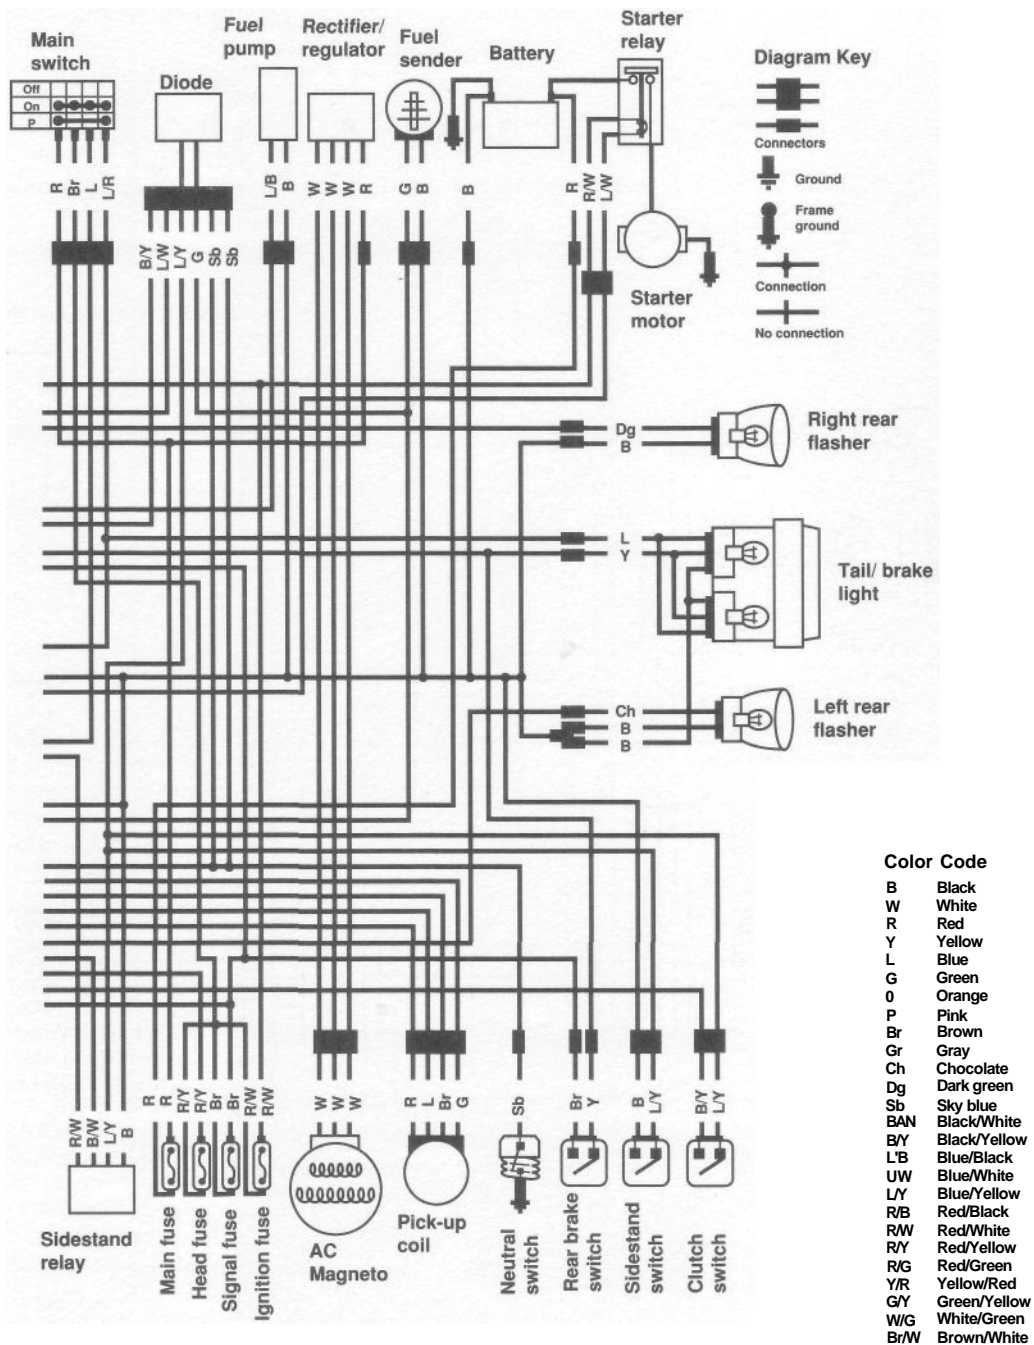 Main
switch
Off
On
P
Diode
Fuel
pump
Rectifier/
regulator
Fuel
sender
Battery
Starter
relay
Diagram Key
Connectors
Ground
Frame
ground
Connection
No connection
R
Br
L
L/R
B/Y
L/W
L/Y
G
Sb
Sb
L/B
B
W
W
W
R
G
B
B
R
R/W
L/W
Starter
motor
Dg
B
Right rear
flasher
L
Y
Tail/ brake
light
Ch
B
B
Left rear
flasher
R/W
B/W
L/Y
B
R
R
R/Y
R/Y
Br
Br
R/W
R/W
W
W
W
R
L
Br
G
Sb
Br
Y
B
L/Y
B/Y
L/Y
Sidestand
relay
Main fuse
Head fuse
Signal fuse
Ignition fuse
AC
Magneto
Pick-up
coil
Neutral
switch
Rear brake
switch
Sidestand
switch
Clutch
switch
Color Code
B Black
W White
R Red
Y Yellow
L Blue
G Green
0 Orange
P Pink
Br Brown
Gr Gray
Ch Chocolate
Dg Dark green
Sb Sky blue
BAN Black/White
B/Y Black/Yellow
L'B Blue/Black
UW Blue/White
L/Y Blue/Yellow
R/B Red/Black
R/W Red/White
R/Y Red/Yellow
R/G Red/Green
Y/R Yellow/Red
G/Y Green/Yellow
W/G White/Green
Br/W Brown/White